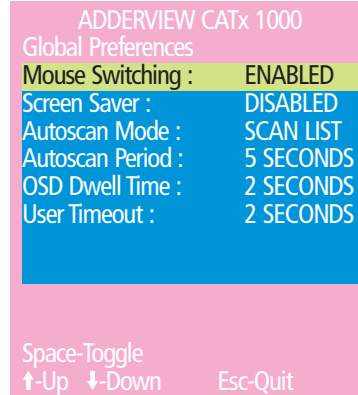 ADDERVIEW CATx 1000
Global Preferences
Mouse Switching : ENABLED
Screen Saver : DISABLED
Autoscan Mode : SCAN LIST
Autoscan Period : 5 SECONDS
OSD Dwell Time : 2 SECONDS
User Timeout : 2 SECONDS
Space-Toggle
⬆-Up ⬇-Down Esc-Quit